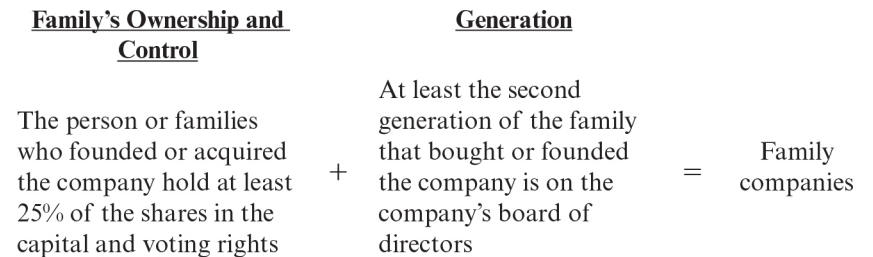 Family's Ownership and
Control
The person or families
who founded or acquired
the company hold at least
25% of the shares in the
capital and voting rights
+
Generation
At least the second
generation of the family
that bought or founded
the company is on the
company's board of
directors
=
Family
companies